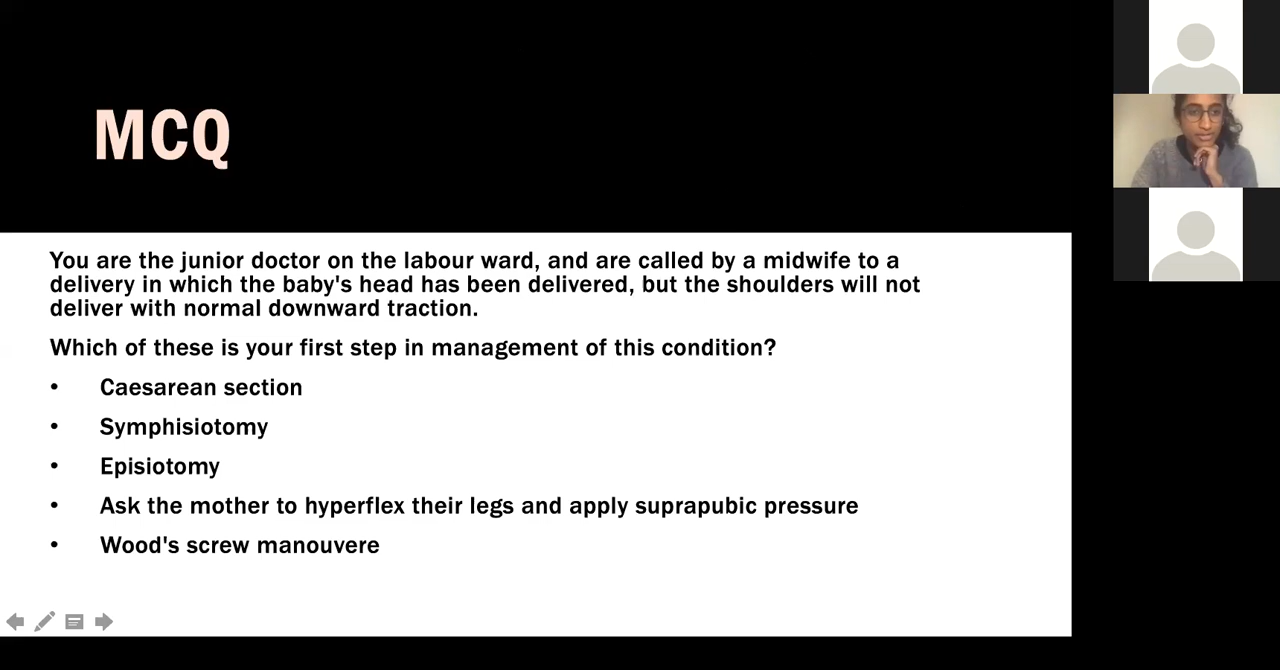 MCQ
You are the junior doctor on the labour ward, and are called by a midwife to a
delivery in which the baby's head has been delivered, but the shoulders will not
deliver with normal downward traction.
Which of these is your first step in management of this condition?
• Caesarean section
• Symphisiotomy
• Episiotomy
• Ask the mother to hyperflex their legs and apply suprapubic pressure
• Wood's screw manouvere